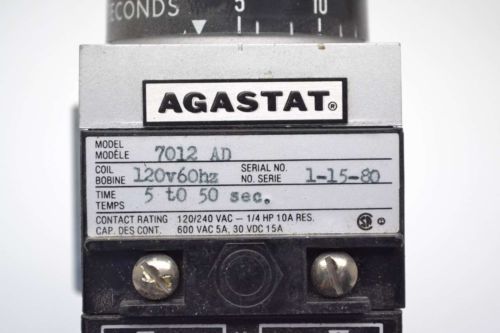 SECONDS 5 10
AGASTAT®
MODEL
MODÈLE 7012 AD
COIL
BOBINE 120v60hz SERIAL NO.
NO. SERIE 1-15-80
TIME
TEMPS 5 to 50 sec.
CONTACT RATING 120/240 VAC – 1/4 HP 10A RES.
CAP. DES CONT. 600 VAC 5A, 30 VDC 15A